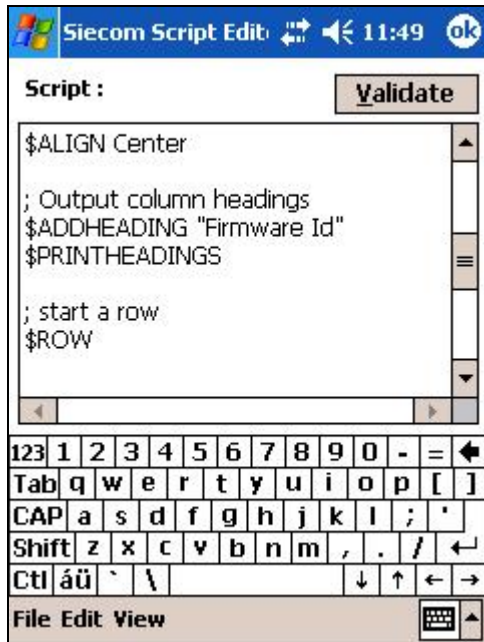 Siecom Script Edit 11:49 ok
Script :
Validate
$ALIGN Center
; Output column headings
$ADDHEADING "Firmware Id"
$PRINTHEADINGS
; start a row
$ROW
123 1 2 3 4 5 6 7 8 9 0 - =
Tab q w e r t y u i o p [ ]
CAP a s d f g h j k l ; '
Shift z x c v b n m , . /
Ctl áü ` \ ↓ ↑ ← →
File Edit View